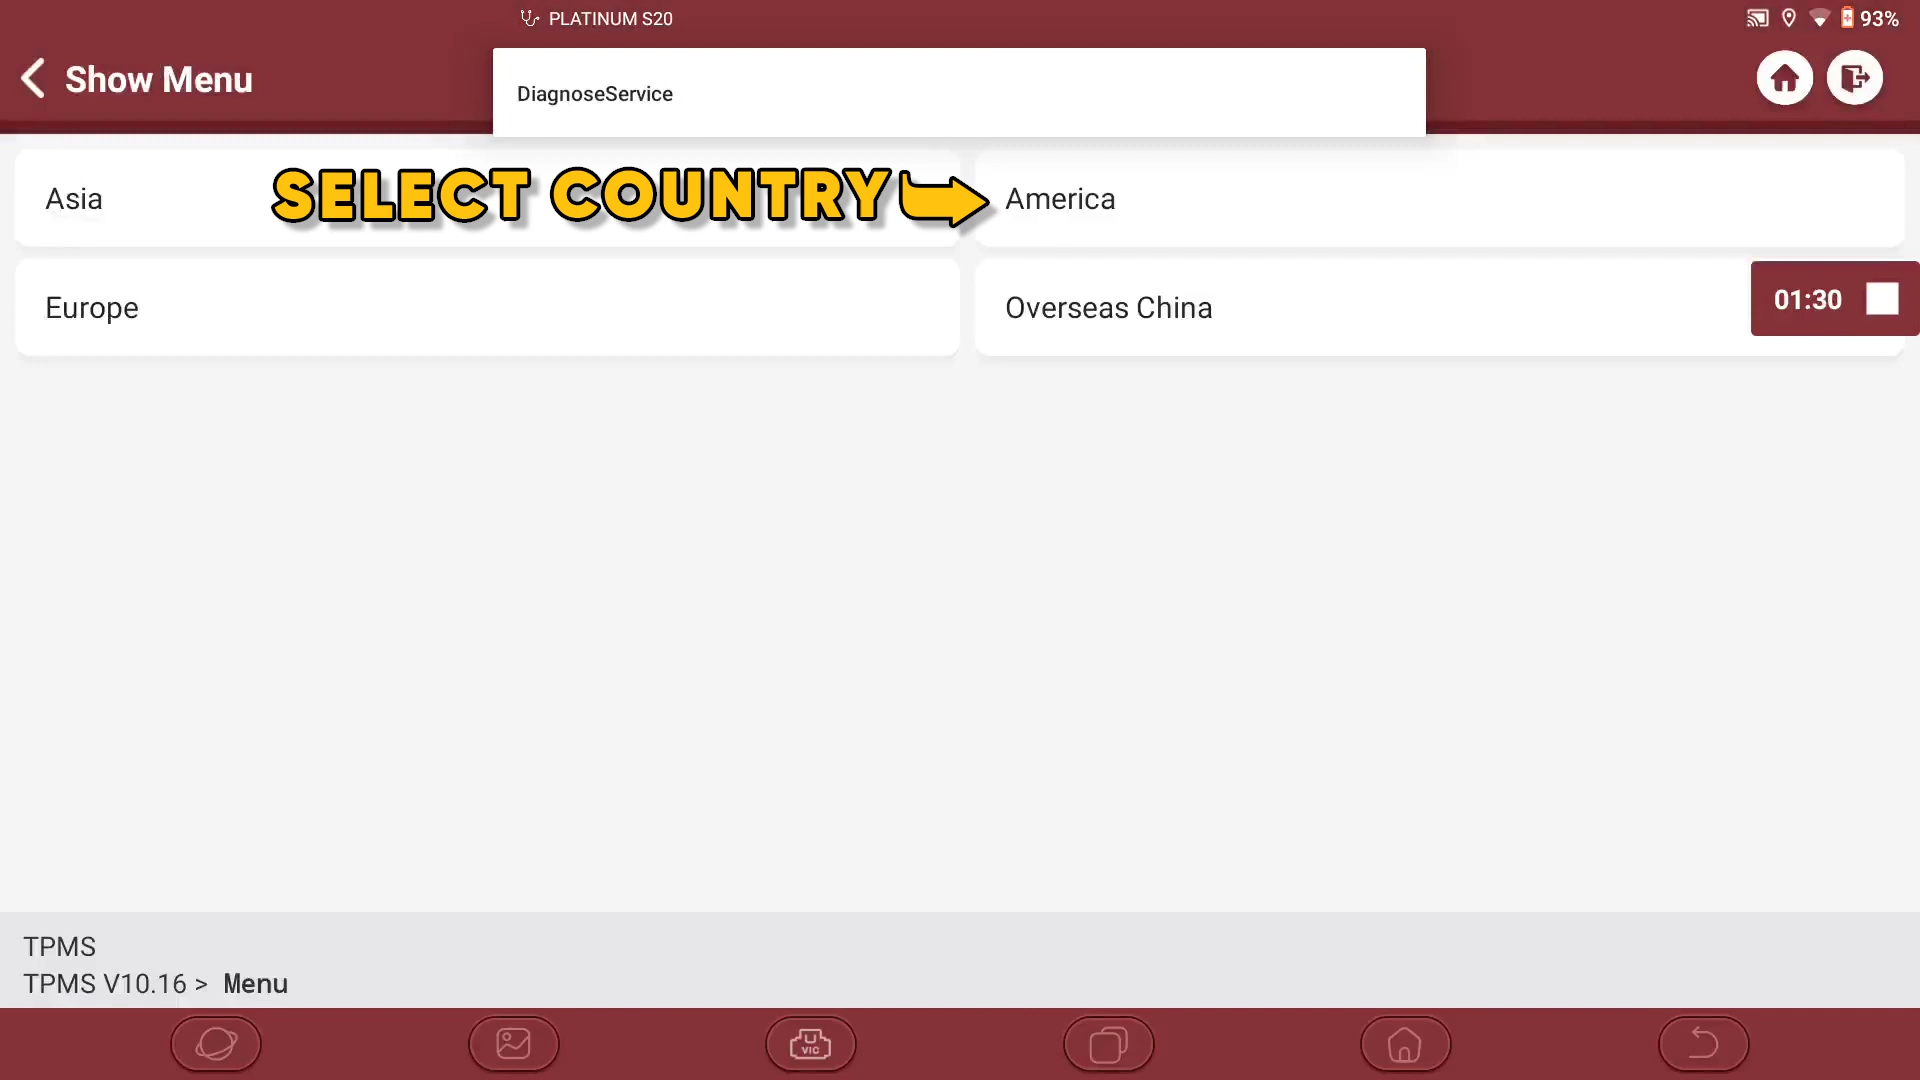 PLATINUM S20
93%
Show Menu
DiagnoseService
Asia
SELECT COUNTRY
America
Europe
Overseas China
01:30
TPMS
TPMS V10.16 > Menu
U
VIC